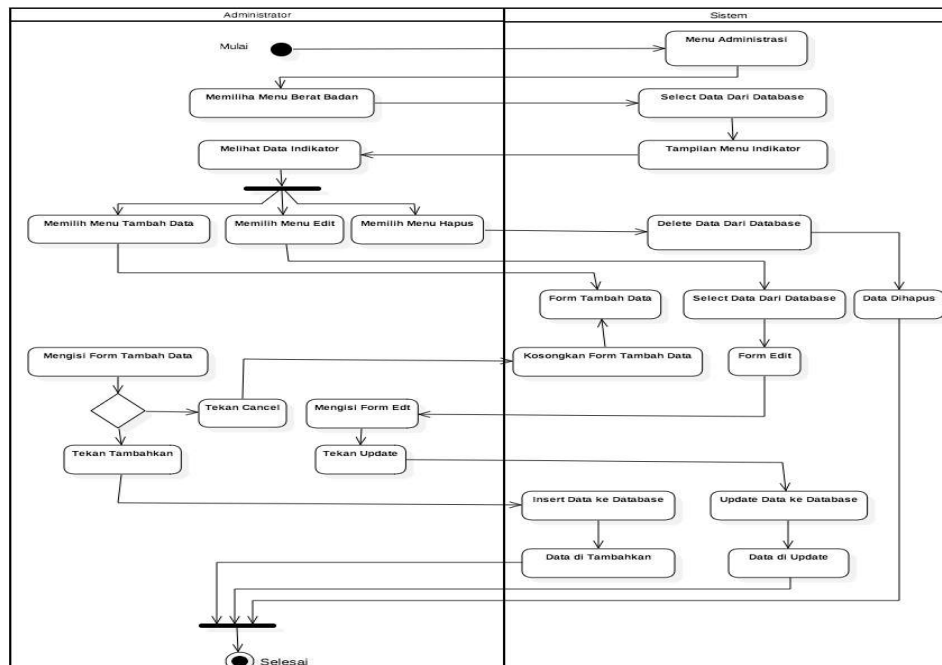 Administrator
Sistem
Mulai
Menu Administrasi
Memiliha Menu Berat Badan
Select Data Dari Database
Melihat Data Indikator
Tampilan Menu Indikator
Memilih Menu Tambah Data
Memilih Menu Edit
Memilih Menu Hapus
Delete Data Dari Database
Form Tambah Data
Select Data Dari Database
Data Dihapus
Mengisi Form Tambah Data
Kosongkan Form Tambah Data
Form Edit
Tekan Cancel
Mengisi Form Edt
Tekan Tambahkan
Tekan Update
Insert Data ke Database
Update Data ke Database
Data di Tambahkan
Data di Update
Selesai